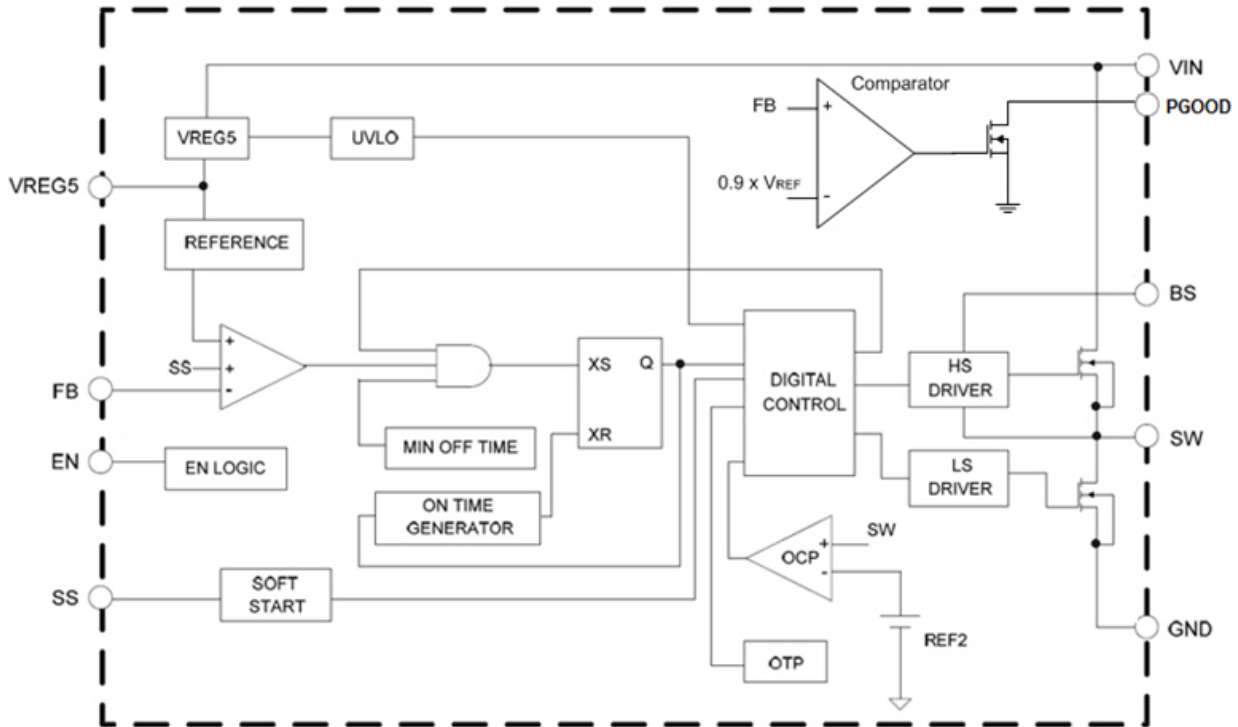 VIN
Comparator
FB
+
PGOOD
VREG5
UVLO
VREG5
0.9 x VREF
-
REFERENCE
BS
+
SS
+
FB
-
XS
Q
DIGITAL
CONTROL
HS
DRIVER
XR
MIN OFF TIME
SW
EN
EN LOGIC
LS
DRIVER
ON TIME
GENERATOR
SW
+
OCP
-
SS
SOFT
START
GND
REF2
OTP